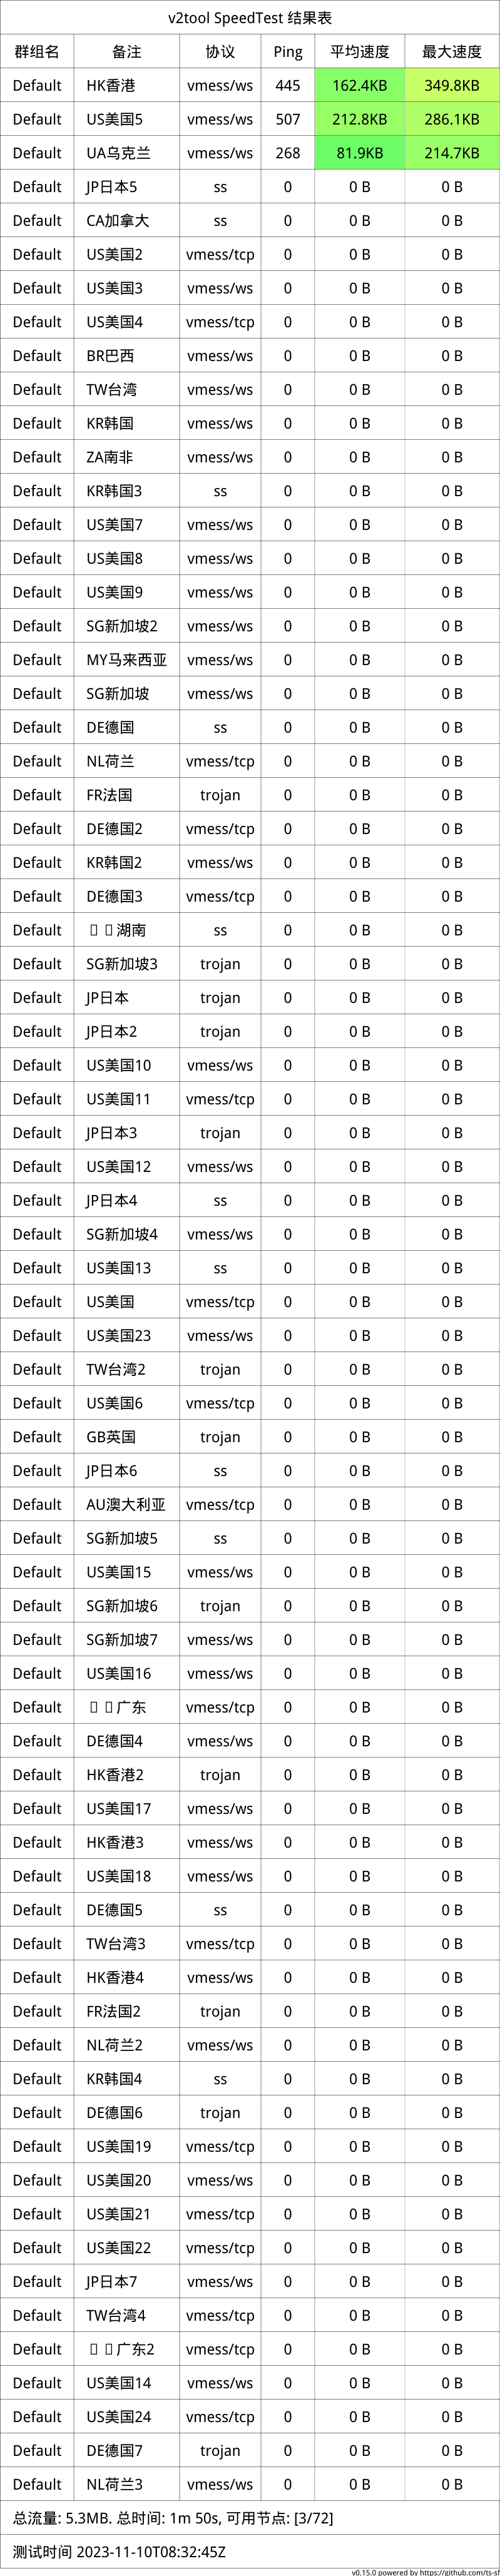 v2tool SpeedTest 结果表
群组名 备注 协议 Ping 平均速度 最大速度
Default HK香港 vmess/ws 445 162.4KB 349.8KB
Default US美国5 vmess/ws 507 212.8KB 286.1KB
Default UA乌克兰 vmess/ws 268 81.9KB 214.7KB
Default JP日本5 ss 0 0 B 0 B
Default CA加拿大 ss 0 0 B 0 B
Default US美国2 vmess/tcp 0 0 B 0 B
Default US美国3 vmess/ws 0 0 B 0 B
Default US美国4 vmess/tcp 0 0 B 0 B
Default BR巴西 vmess/ws 0 0 B 0 B
Default TW台湾 vmess/ws 0 0 B 0 B
Default KR韩国 vmess/ws 0 0 B 0 B
Default ZA南非 vmess/ws 0 0 B 0 B
Default KR韩国3 ss 0 0 B 0 B
Default US美国7 vmess/ws 0 0 B 0 B
Default US美国8 vmess/ws 0 0 B 0 B
Default US美国9 vmess/ws 0 0 B 0 B
Default SG新加坡2 vmess/ws 0 0 B 0 B
Default MY马来西亚 vmess/ws 0 0 B 0 B
Default SG新加坡 vmess/ws 0 0 B 0 B
Default DE德国 ss 0 0 B 0 B
Default NL荷兰 vmess/tcp 0 0 B 0 B
Default FR法国 trojan 0 0 B 0 B
Default DE德国2 vmess/tcp 0 0 B 0 B
Default KR韩国2 vmess/ws 0 0 B 0 B
Default DE德国3 vmess/tcp 0 0 B 0 B
Default 湖南 ss 0 0 B 0 B
Default SG新加坡3 trojan 0 0 B 0 B
Default JP日本 trojan 0 0 B 0 B
Default JP日本2 trojan 0 0 B 0 B
Default US美国10 vmess/ws 0 0 B 0 B
Default US美国11 vmess/tcp 0 0 B 0 B
Default JP日本3 trojan 0 0 B 0 B
Default US美国12 vmess/ws 0 0 B 0 B
Default JP日本4 ss 0 0 B 0 B
Default SG新加坡4 vmess/ws 0 0 B 0 B
Default US美国13 ss 0 0 B 0 B
Default US美国 vmess/tcp 0 0 B 0 B
Default US美国23 vmess/ws 0 0 B 0 B
Default TW台湾2 trojan 0 0 B 0 B
Default US美国6 vmess/tcp 0 0 B 0 B
Default GB英国 trojan 0 0 B 0 B
Default JP日本6 ss 0 0 B 0 B
Default AU澳大利亚 vmess/tcp 0 0 B 0 B
Default SG新加坡5 ss 0 0 B 0 B
Default US美国15 vmess/ws 0 0 B 0 B
Default SG新加坡6 trojan 0 0 B 0 B
Default SG新加坡7 vmess/ws 0 0 B 0 B
Default US美国16 vmess/ws 0 0 B 0 B
Default 广东 vmess/tcp 0 0 B 0 B
Default DE德国4 vmess/ws 0 0 B 0 B
Default HK香港2 trojan 0 0 B 0 B
Default US美国17 vmess/ws 0 0 B 0 B
Default HK香港3 vmess/ws 0 0 B 0 B
Default US美国18 vmess/ws 0 0 B 0 B
Default DE德国5 ss 0 0 B 0 B
Default TW台湾3 vmess/tcp 0 0 B 0 B
Default HK香港4 vmess/ws 0 0 B 0 B
Default FR法国2 trojan 0 0 B 0 B
Default NL荷兰2 vmess/ws 0 0 B 0 B
Default KR韩国4 ss 0 0 B 0 B
Default DE德国6 trojan 0 0 B 0 B
Default US美国19 vmess/tcp 0 0 B 0 B
Default US美国20 vmess/ws 0 0 B 0 B
Default US美国21 vmess/tcp 0 0 B 0 B
Default US美国22 vmess/tcp 0 0 B 0 B
Default JP日本7 vmess/ws 0 0 B 0 B
Default TW台湾4 vmess/tcp 0 0 B 0 B
Default 广东2 vmess/tcp 0 0 B 0 B
Default US美国14 vmess/ws 0 0 B 0 B
Default US美国24 vmess/tcp 0 0 B 0 B
Default DE德国7 trojan 0 0 B 0 B
Default NL荷兰3 vmess/ws 0 0 B 0 B
总流量: 5.3MB. 总时间: 1m 50s, 可用节点: [3/72]
测试时间 2023-11-10T08:32:45Z
v0.15.0 powered by https://github.com/ts-sf